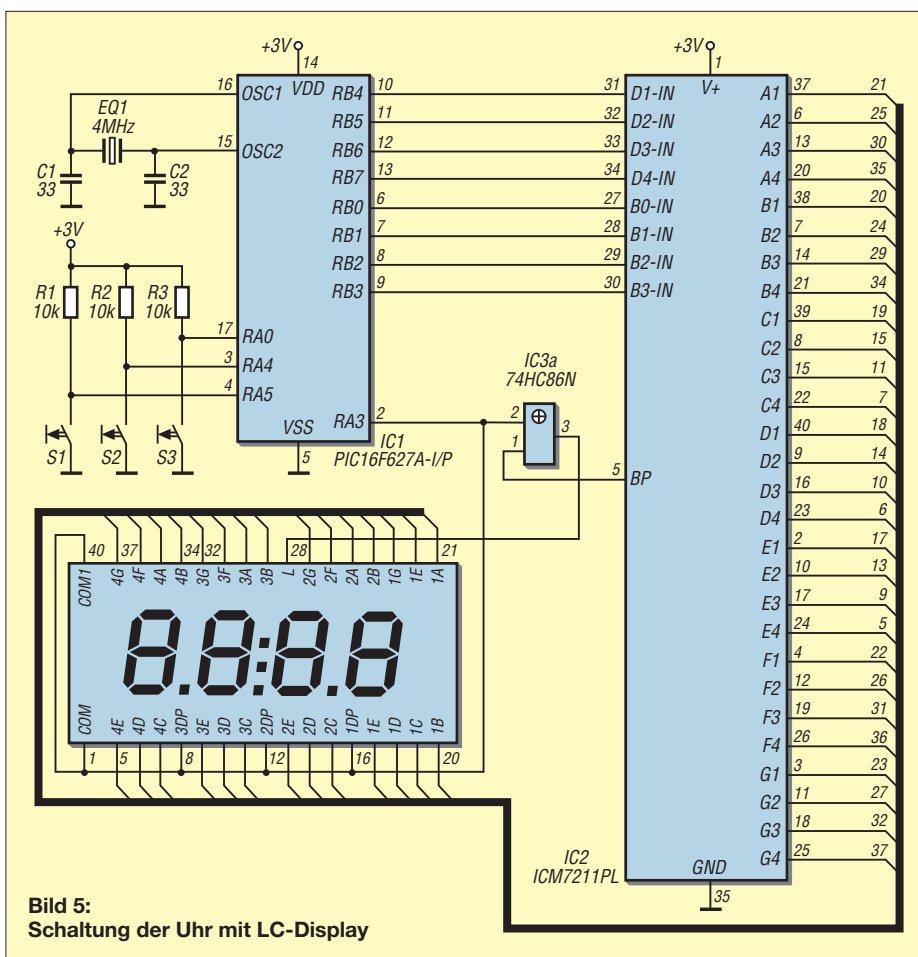 +3V
14
16 OSC1 VDD RB4 10
EQ1
4MHz
15 OSC2 RB5 11
RB6 12
RB7 13
C1
33
C2
33
RB0 6
RB1 7
RB2 8
RB3 9
+3V
R1
10k
R2
10k
R3
10k
17 RA0
3 RA4
4 RA5
VSS RA3 2
5
IC1
PIC16F627A-I/P
S1 S2 S3
IC3a
74HC86N
2
1
3
+3V
1
V+
31 D1-IN
32 D2-IN
33 D3-IN
34 D4-IN
27 B0-IN
28 B1-IN
29 B2-IN
30 B3-IN
5 BP
A1 37 21
A2 6 25
A3 13 30
A4 20 35
B1 38 20
B2 7 24
B3 14 29
B4 21 34
C1 39 19
C2 8 15
C3 15 11
C4 22 7
D1 40 18
D2 9 14
D3 16 10
D4 23 6
E1 2 17
E2 10 13
E3 17 9
E4 24 5
F1 4 22
F2 12 26
F3 19 31
F4 26 36
G1 3 23
G2 11 27
G3 18 32
G4 25 37
GND
35
IC2
ICM7211PL
40 37 34 32 28 21
COM1 4G 4F 4A 4B 3G 3F 3A 3B L 2G 2F 2A 2B 1G 1E 1A
8.8:8.8
COM 4E 4D 4C 3DP 3E 3D 3C 2DP 2E 2D 2C 1DP 1E 1D 1C 1B
1 5 8 12 16 20
Bild 5:
Schaltung der Uhr mit LC-Display